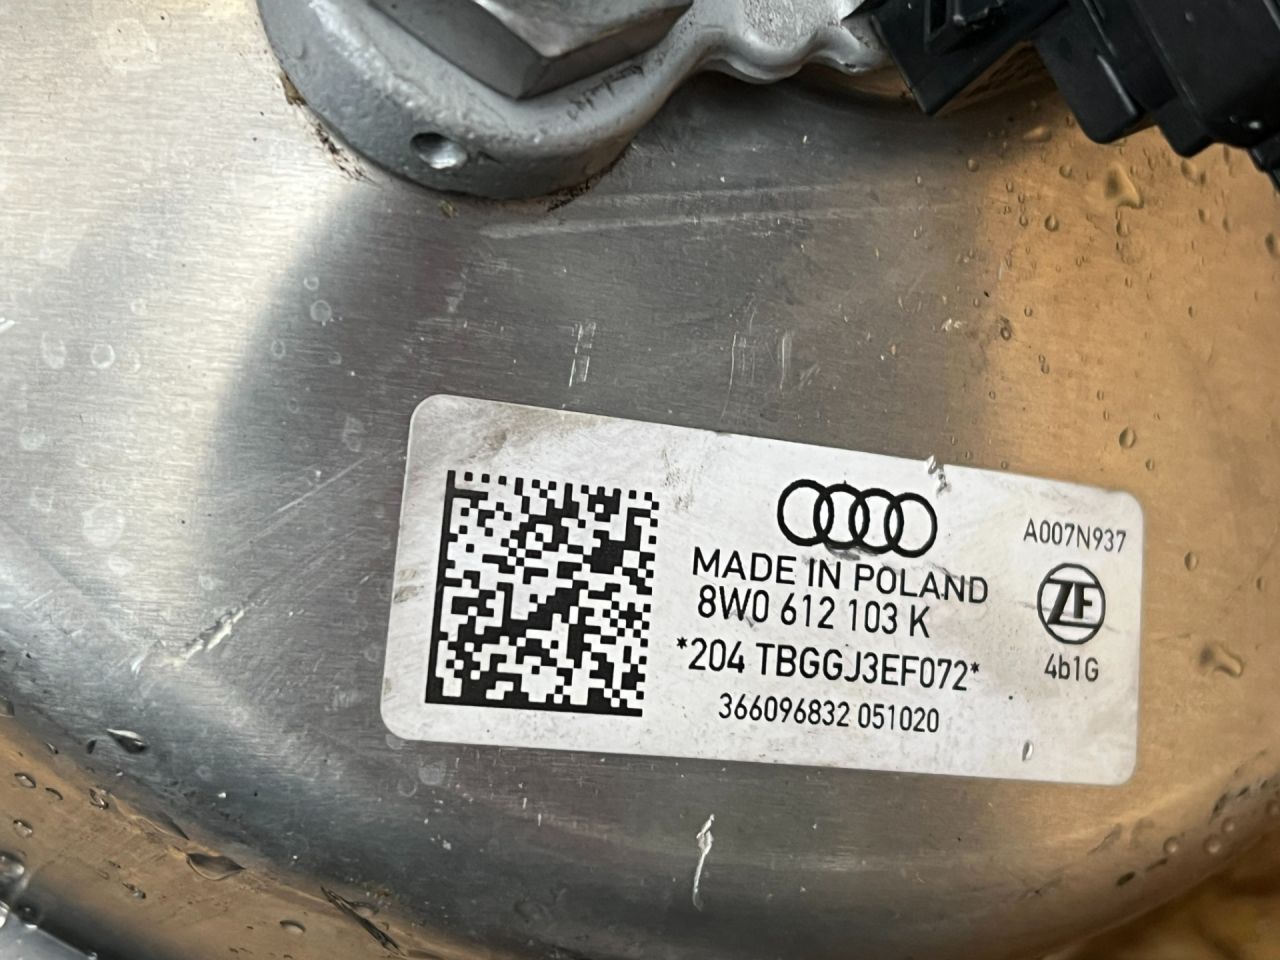 A007N937
MADE IN POLAND
8W0 612 103 K
ZF
*204 TBGGJ3EF072*
4b1G
366096832 051020